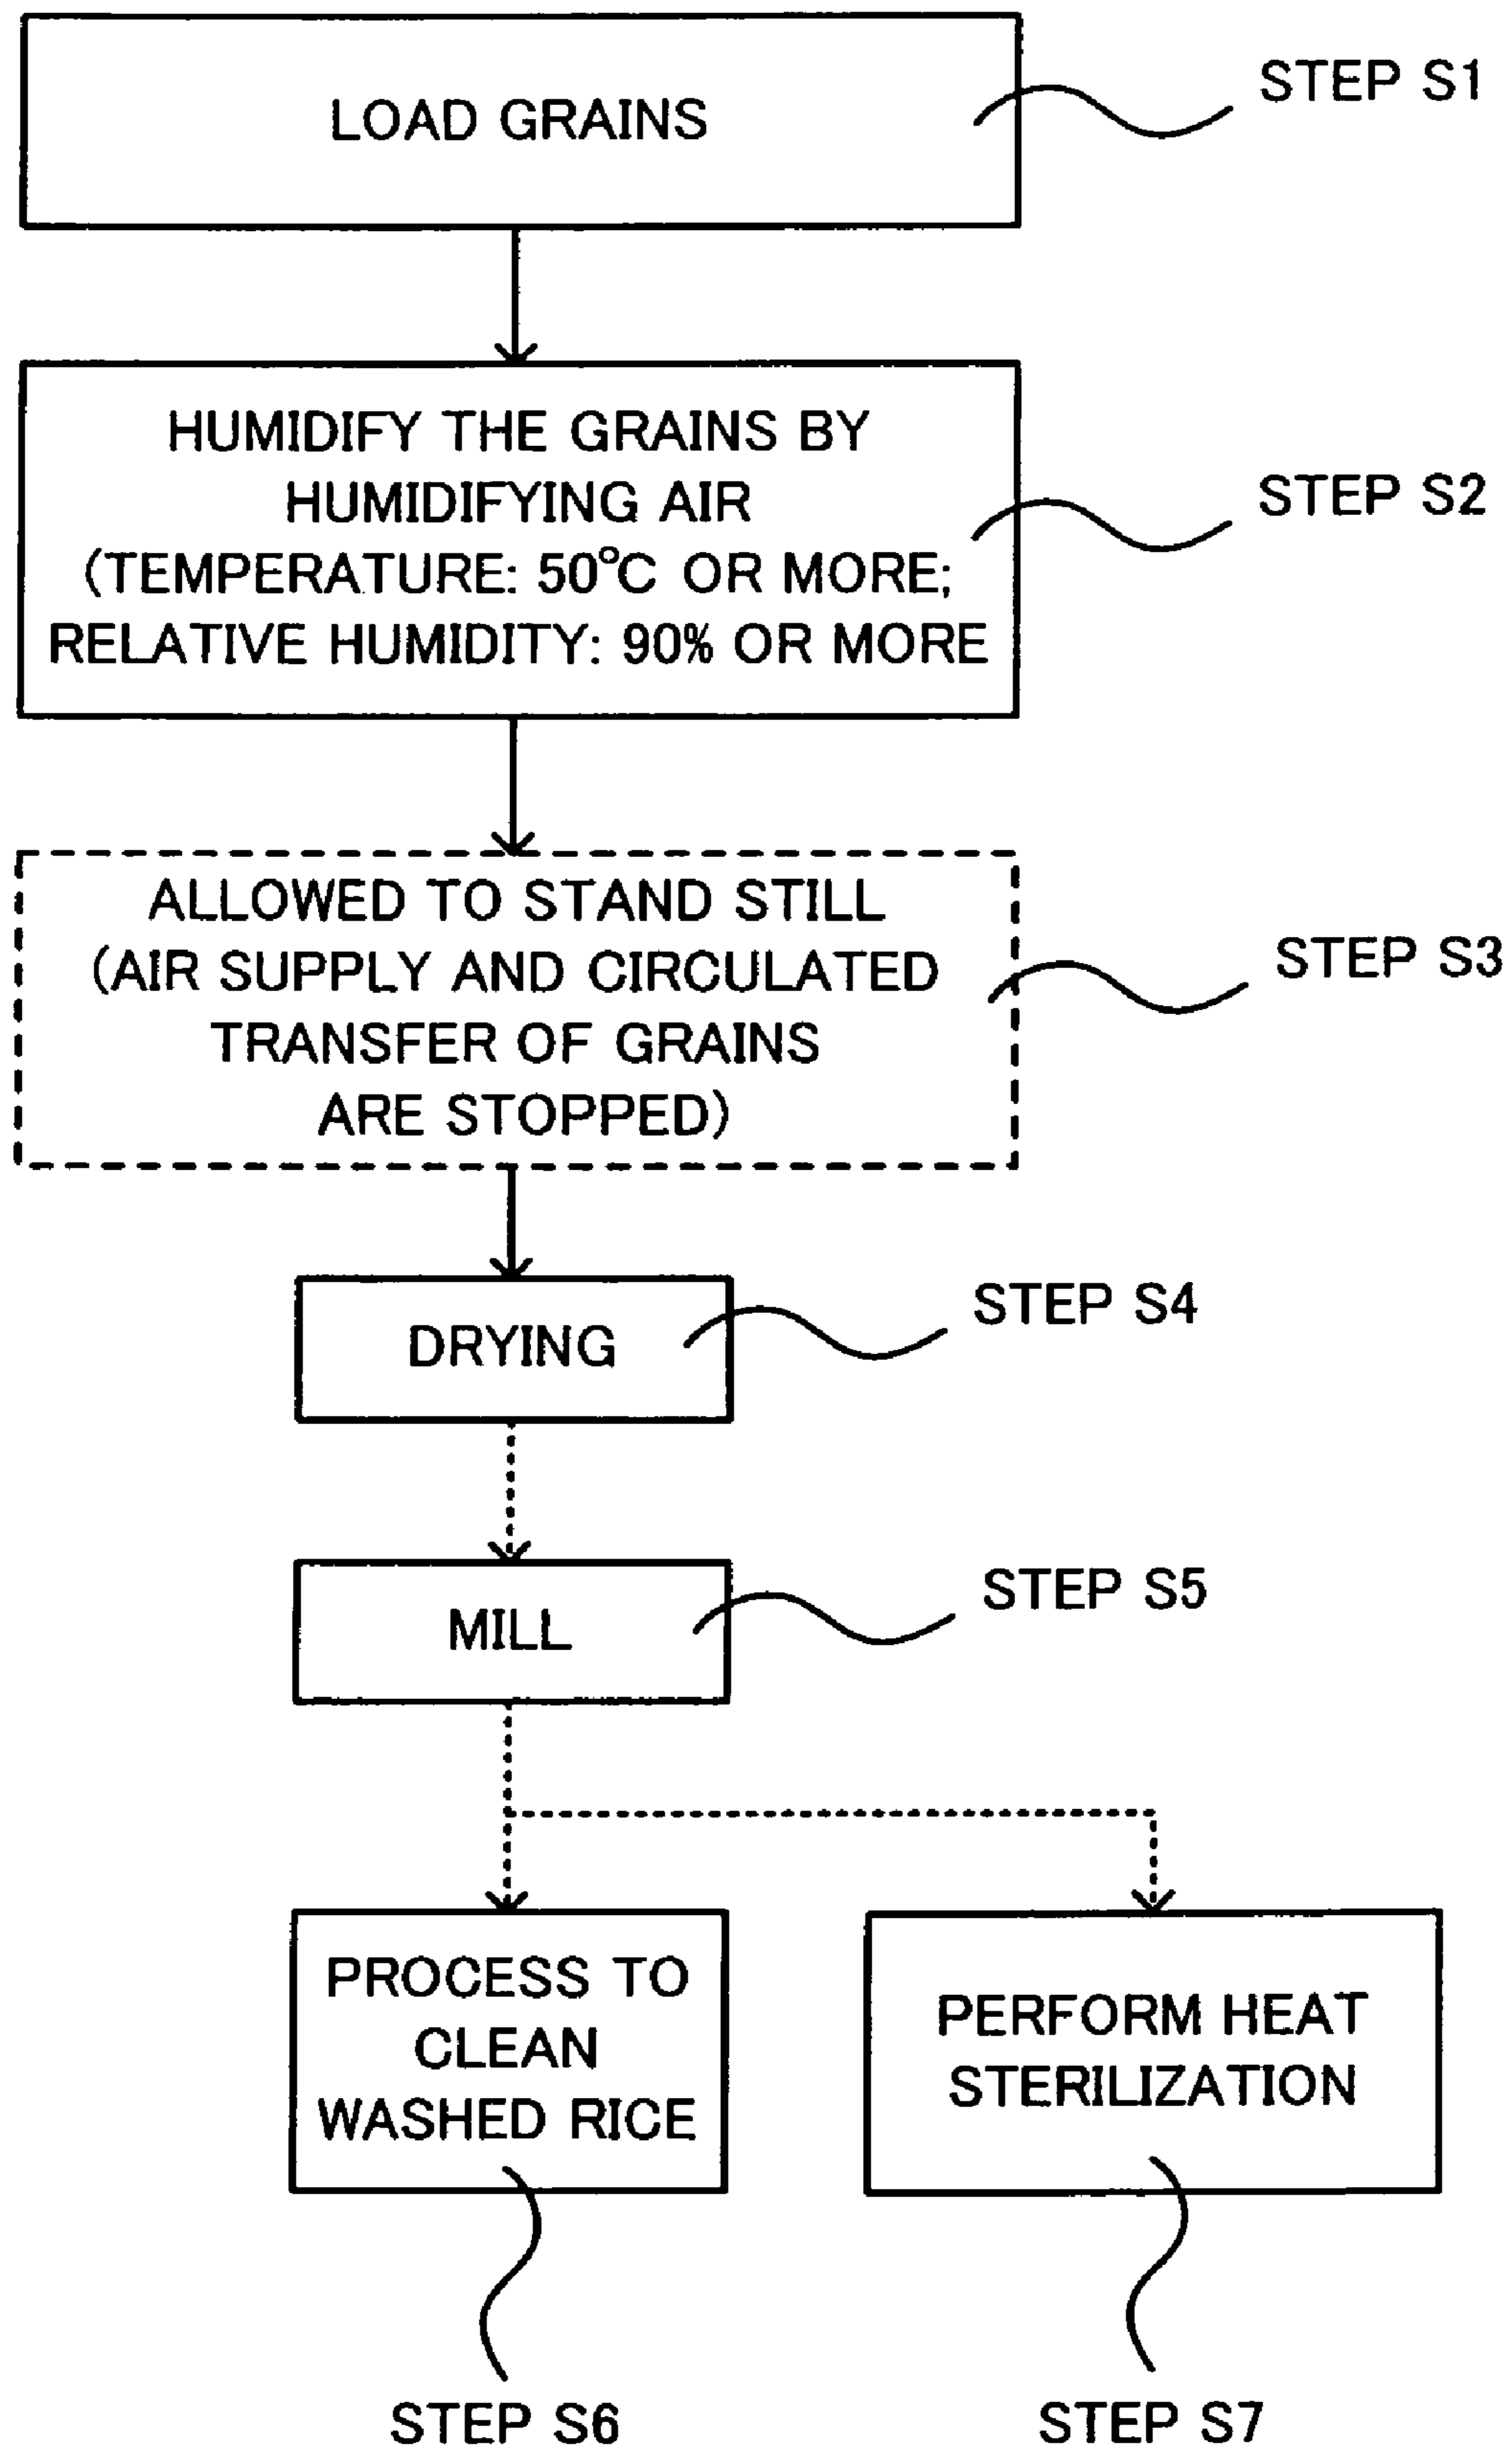 LOAD GRAINS
STEP S1
HUMIDIFY THE GRAINS BY
HUMIDIFYING AIR
(TEMPERATURE: 50°C OR MORE;
RELATIVE HUMIDITY: 90% OR MORE
STEP S2
ALLOWED TO STAND STILL
(AIR SUPPLY AND CIRCULATED
TRANSFER OF GRAINS
ARE STOPPED)
STEP S3
DRYING
STEP S4
MILL
STEP S5
PROCESS TO
CLEAN
WASHED RICE
STEP S6
PERFORM HEAT
STERILIZATION
STEP S7